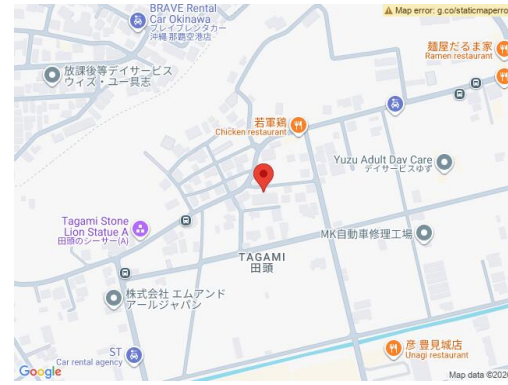 BRAVE Rental
Car Okinawa
ブレイブレンタカー
沖縄 那覇空港店
Map error: g.co/staticmaperro
麺屋だるま家
Ramen restaurant
放課後等デイサービス
ウィズ・ユー具志
若軍鶏
Chicken restaurant
Yuzu Adult Day Care
デイサービスゆず
Tagami Stone
Lion Statue A
田頭のシーサー(A)
MK自動車修理工場
TAGAMI
田頭
株式会社 エムアンド
アールジャパン
ST
Car rental agency
彦 豊見城店
Unagi restaurant
Google
Map data ©2026